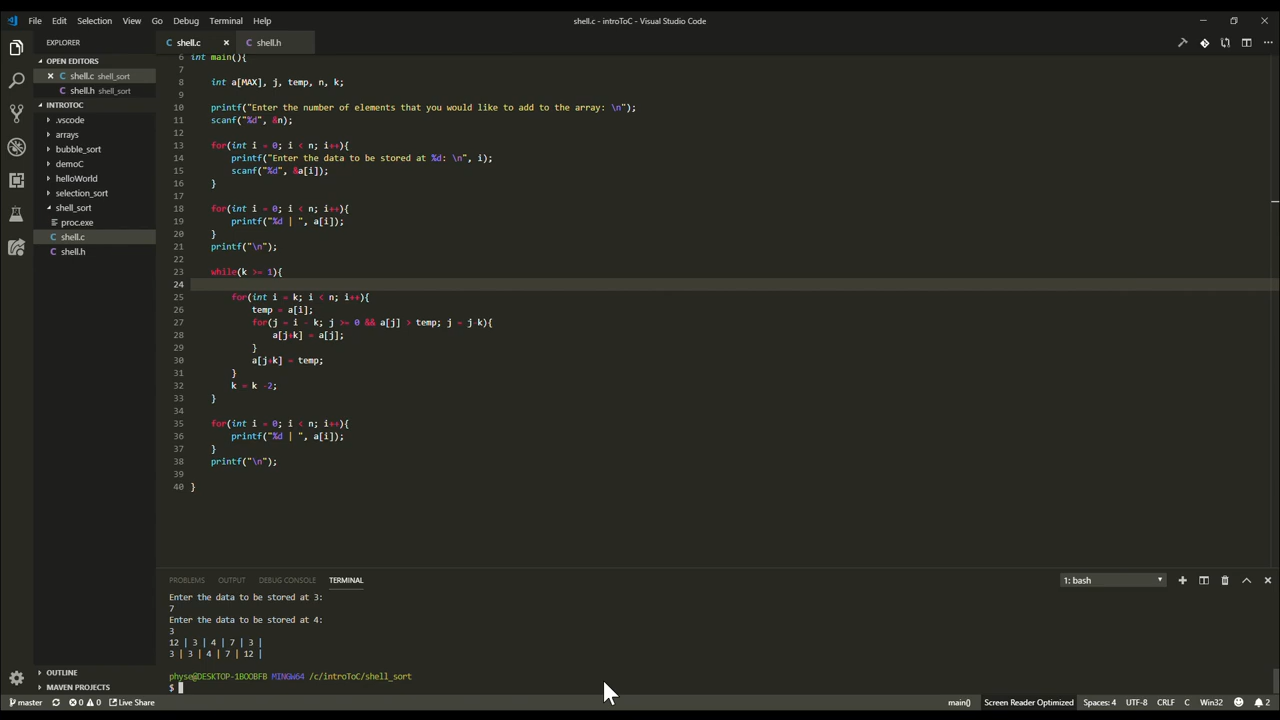 File Edit Selection View Go Debug Terminal Help
shell.c - introToC - Visual Studio Code
EXPLORER
shell.c
shell.h
OPEN EDITORS
shell.c shell_sort
shell.h shell_sort
INTROTOC
.vscode
arrays
bubble_sort
demoC
helloWorld
selection_sort
shell_sort
proc.exe
shell.c
shell.h
OUTLINE
MAVEN PROJECTS
6 int main(){
7
8 int a[MAX], j, temp, n, k;
9
10 printf("Enter the number of elements that you would like to add to the array: \n");
11 scanf("%d", &n);
12
13 for(int i = 0; i < n; i++){
14 printf("Enter the data to be stored at %d: \n", i);
15 scanf("%d", &a[i]);
16 }
17
18 for(int i = 0; i < n; i++){
19 printf("%d | ", a[i]);
20 }
21 printf("\n");
22
23 while(k >= 1){
24
25 for(int i = k; i < n; i++){
26 temp = a[i];
27 for(j = i - k; j >= 0 && a[j] > temp; j = j-k){
28 a[j+k] = a[j];
29 }
30 a[j+k] = temp;
31 }
32 k = k -2;
33 }
34
35 for(int i = 0; i < n; i++){
36 printf("%d | ", a[i]);
37 }
38 printf("\n");
39
40 }
PROBLEMS OUTPUT DEBUG CONSOLE TERMINAL
1: bash
Enter the data to be stored at 3:
7
Enter the data to be stored at 4:
3
12 | 3 | 4 | 7 | 3 |
3 | 3 | 4 | 7 | 12 |
physe@DESKTOP-1BOOBFB MINGW64 /c/introToC/shell_sort
$
master 0 0 Live Share
main() Screen Reader Optimized Spaces: 4 UTF-8 CRLF C Win32 2